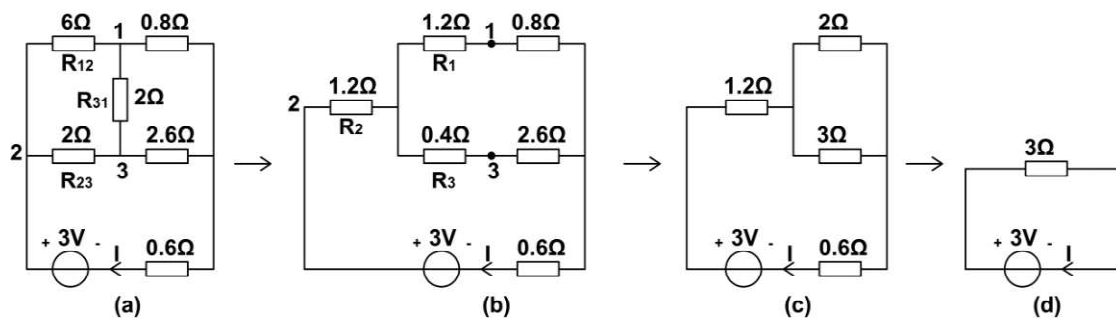 6Ω 1 0.8Ω
R12
R31 2Ω
2Ω 2.6Ω
2 3
R23
+ 3V - I 0.6Ω
(a)
1.2Ω 1 0.8Ω
R1
1.2Ω
2
R2
0.4Ω 2.6Ω
R3 3
+ 3V - I 0.6Ω
(b)
2Ω
1.2Ω
3Ω
+ 3V - I 0.6Ω
(c)
3Ω
+ 3V - I
(d)